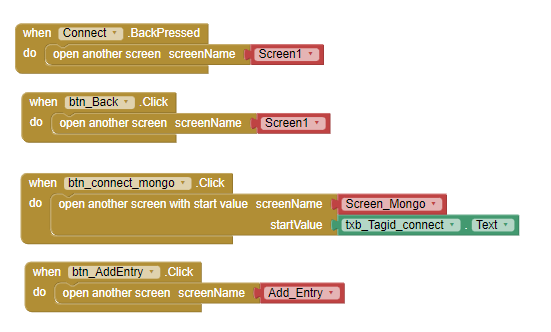 when Connect .BackPressed
do open another screen screenName Screen1
when btn_Back .Click
do open another screen screenName Screen1
when btn_connect_mongo .Click
do open another screen with start value screenName Screen_Mongo
startValue txb_Tagid_connect . Text
when btn_AddEntry .Click
do open another screen screenName Add_Entry